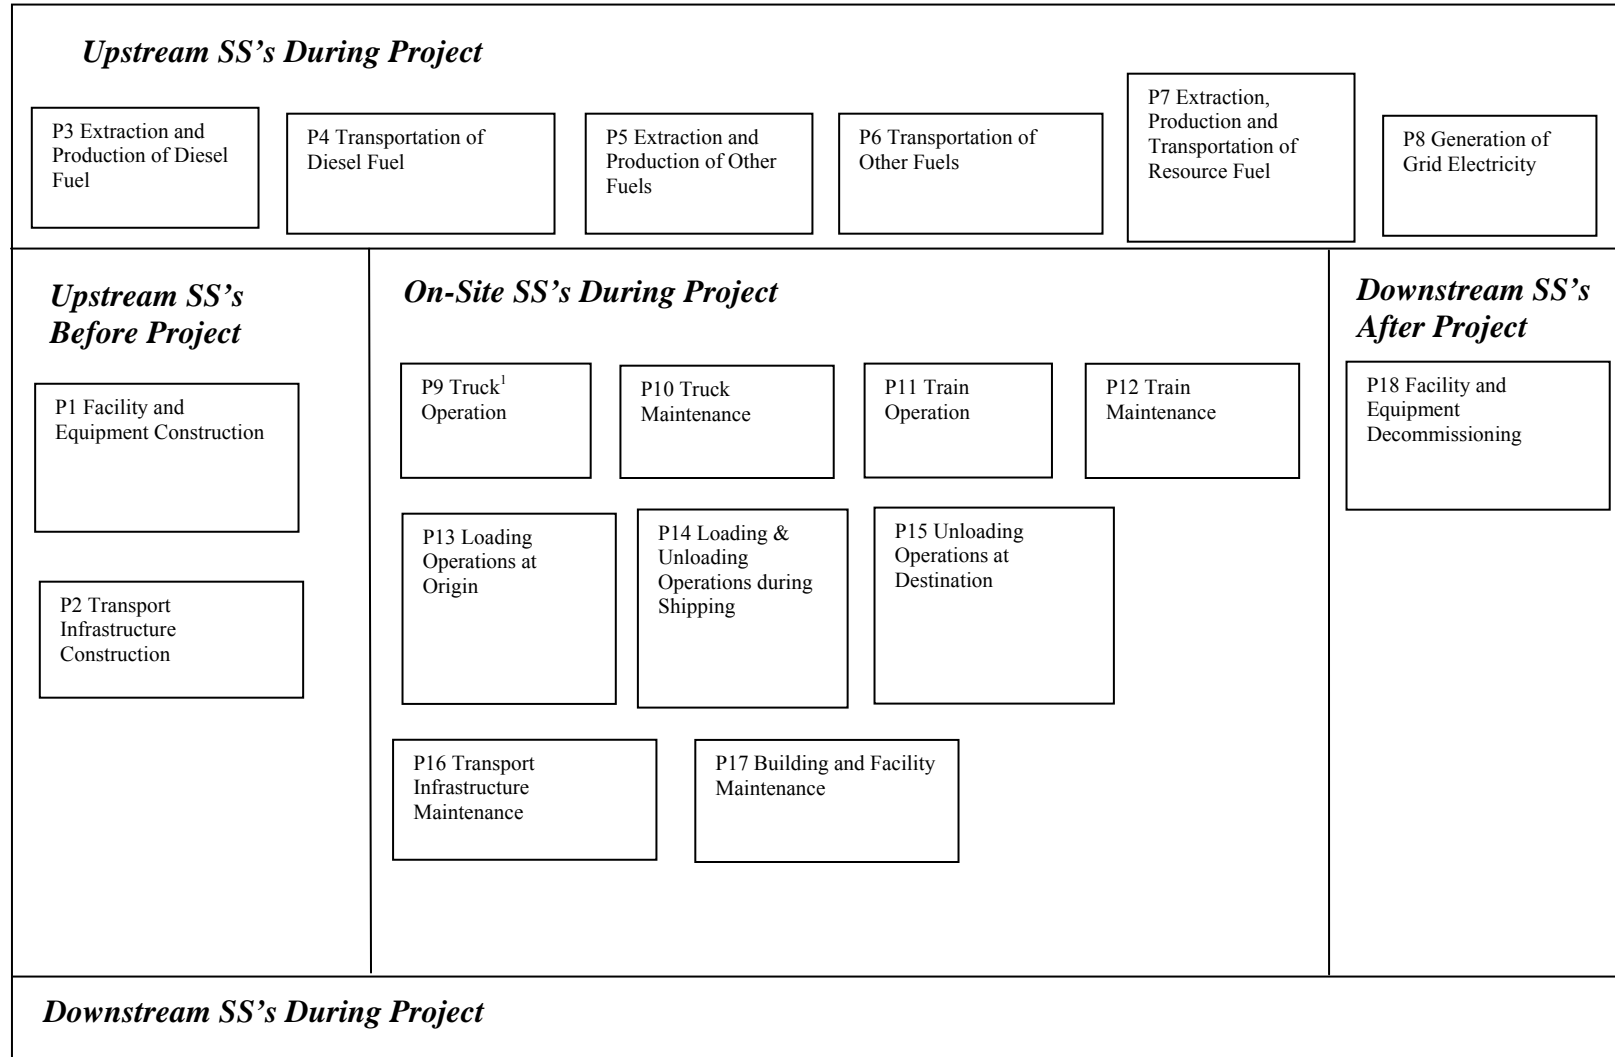 Upstream SS’s During Project
P3 Extraction and
Production of Diesel
Fuel
P4 Transportation of
Diesel Fuel
P5 Extraction and
Production of Other
Fuels
P6 Transportation of
Other Fuels
P7 Extraction,
Production and
Transportation of
Resource Fuel
P8 Generation of
Grid Electricity
Upstream SS’s
Before Project
P1 Facility and
Equipment Construction
P2 Transport
Infrastructure
Construction
On-Site SS’s During Project
P9 Truck¹
Operation
P10 Truck
Maintenance
P11 Train
Operation
P12 Train
Maintenance
P13 Loading
Operations at
Origin
P14 Loading &
Unloading
Operations during
Shipping
P15 Unloading
Operations at
Destination
P16 Transport
Infrastructure
Maintenance
P17 Building and Facility
Maintenance
Downstream SS’s
After Project
P18 Facility and
Equipment
Decommissioning
Downstream SS’s During Project